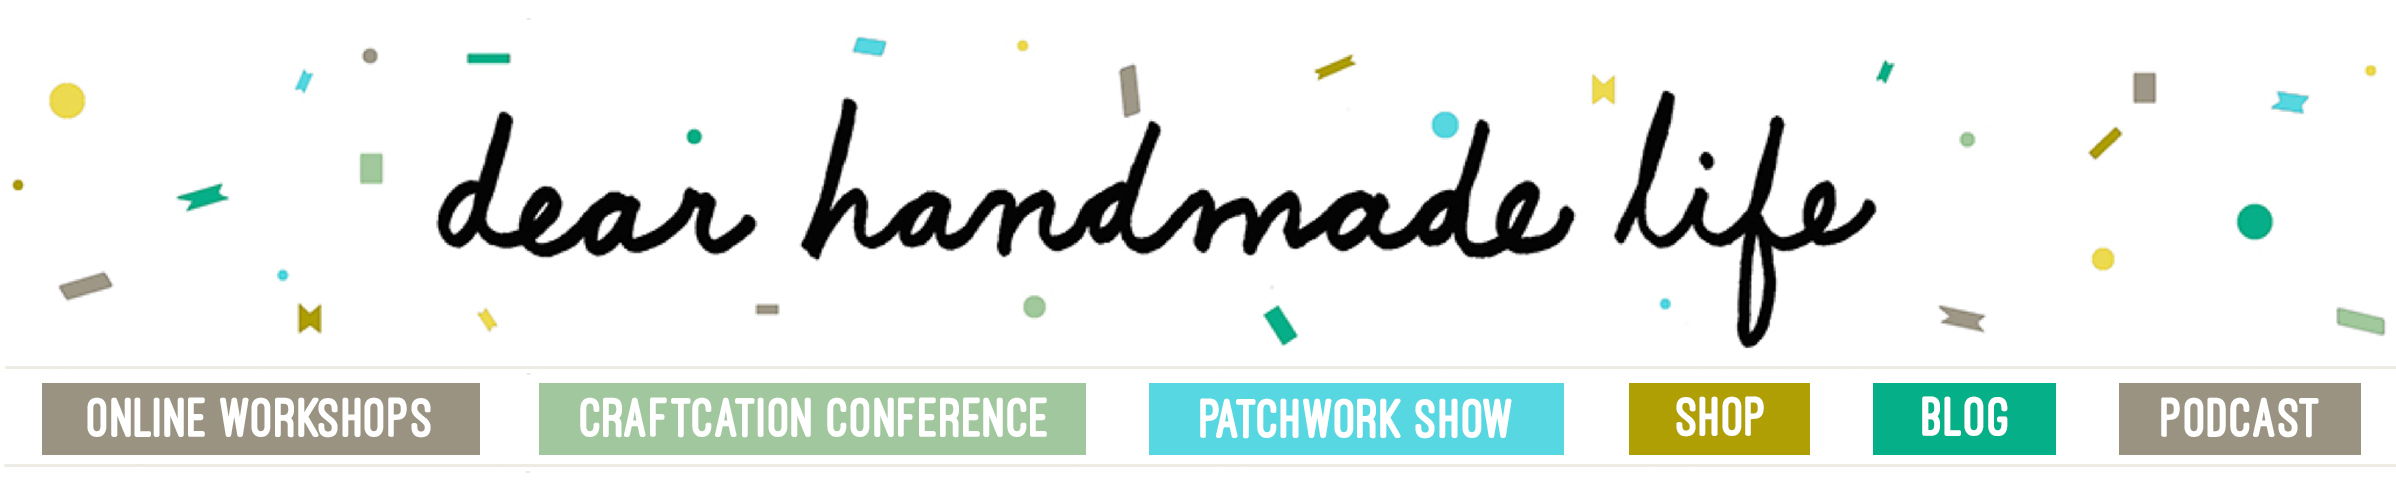 dear handmade life
ONLINE WORKSHOPS CRAFTCATION CONFERENCE PATCHWORK SHOW SHOP BLOG PODCAST